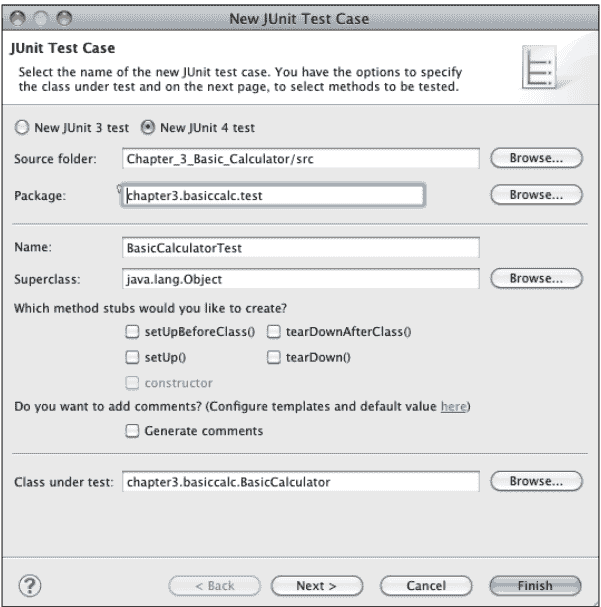 New JUnit Test Case
JUnit Test Case
Select the name of the new JUnit test case. You have the options to specify
the class under test and on the next page, to select methods to be tested.
New JUnit 3 test New JUnit 4 test
Source folder: Chapter_3_Basic_Calculator/src Browse...
Package: chapter3.basiccalc.test Browse...
Name: BasicCalculatorTest
Superclass: java.lang.Object Browse...
Which method stubs would you like to create?
setUpBeforeClass() tearDownAfterClass()
setUp() tearDown()
constructor
Do you want to add comments? (Configure templates and default value here)
Generate comments
Class under test: chapter3.basiccalc.BasicCalculator Browse...
? < Back Next > Cancel Finish